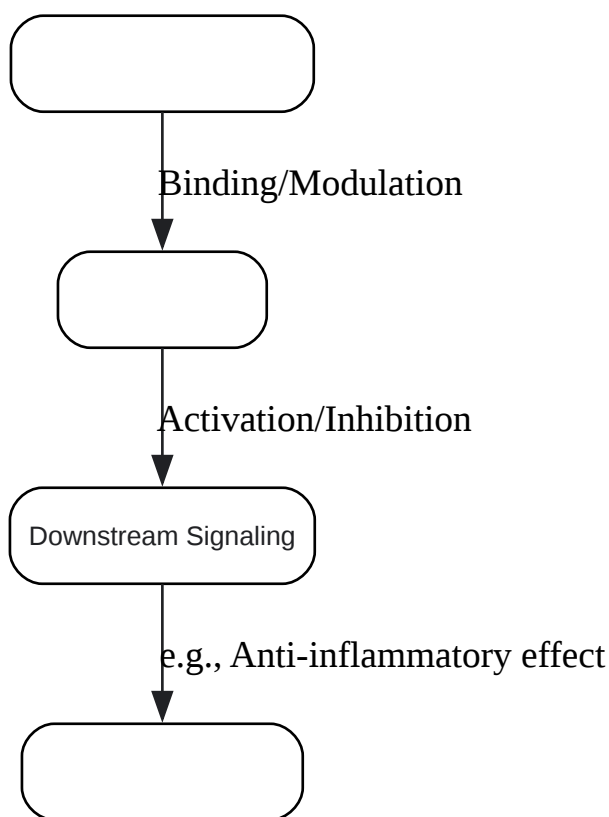 Binding/Modulation
Activation/Inhibition
Downstream Signaling
e.g., Anti-inflammatory effect